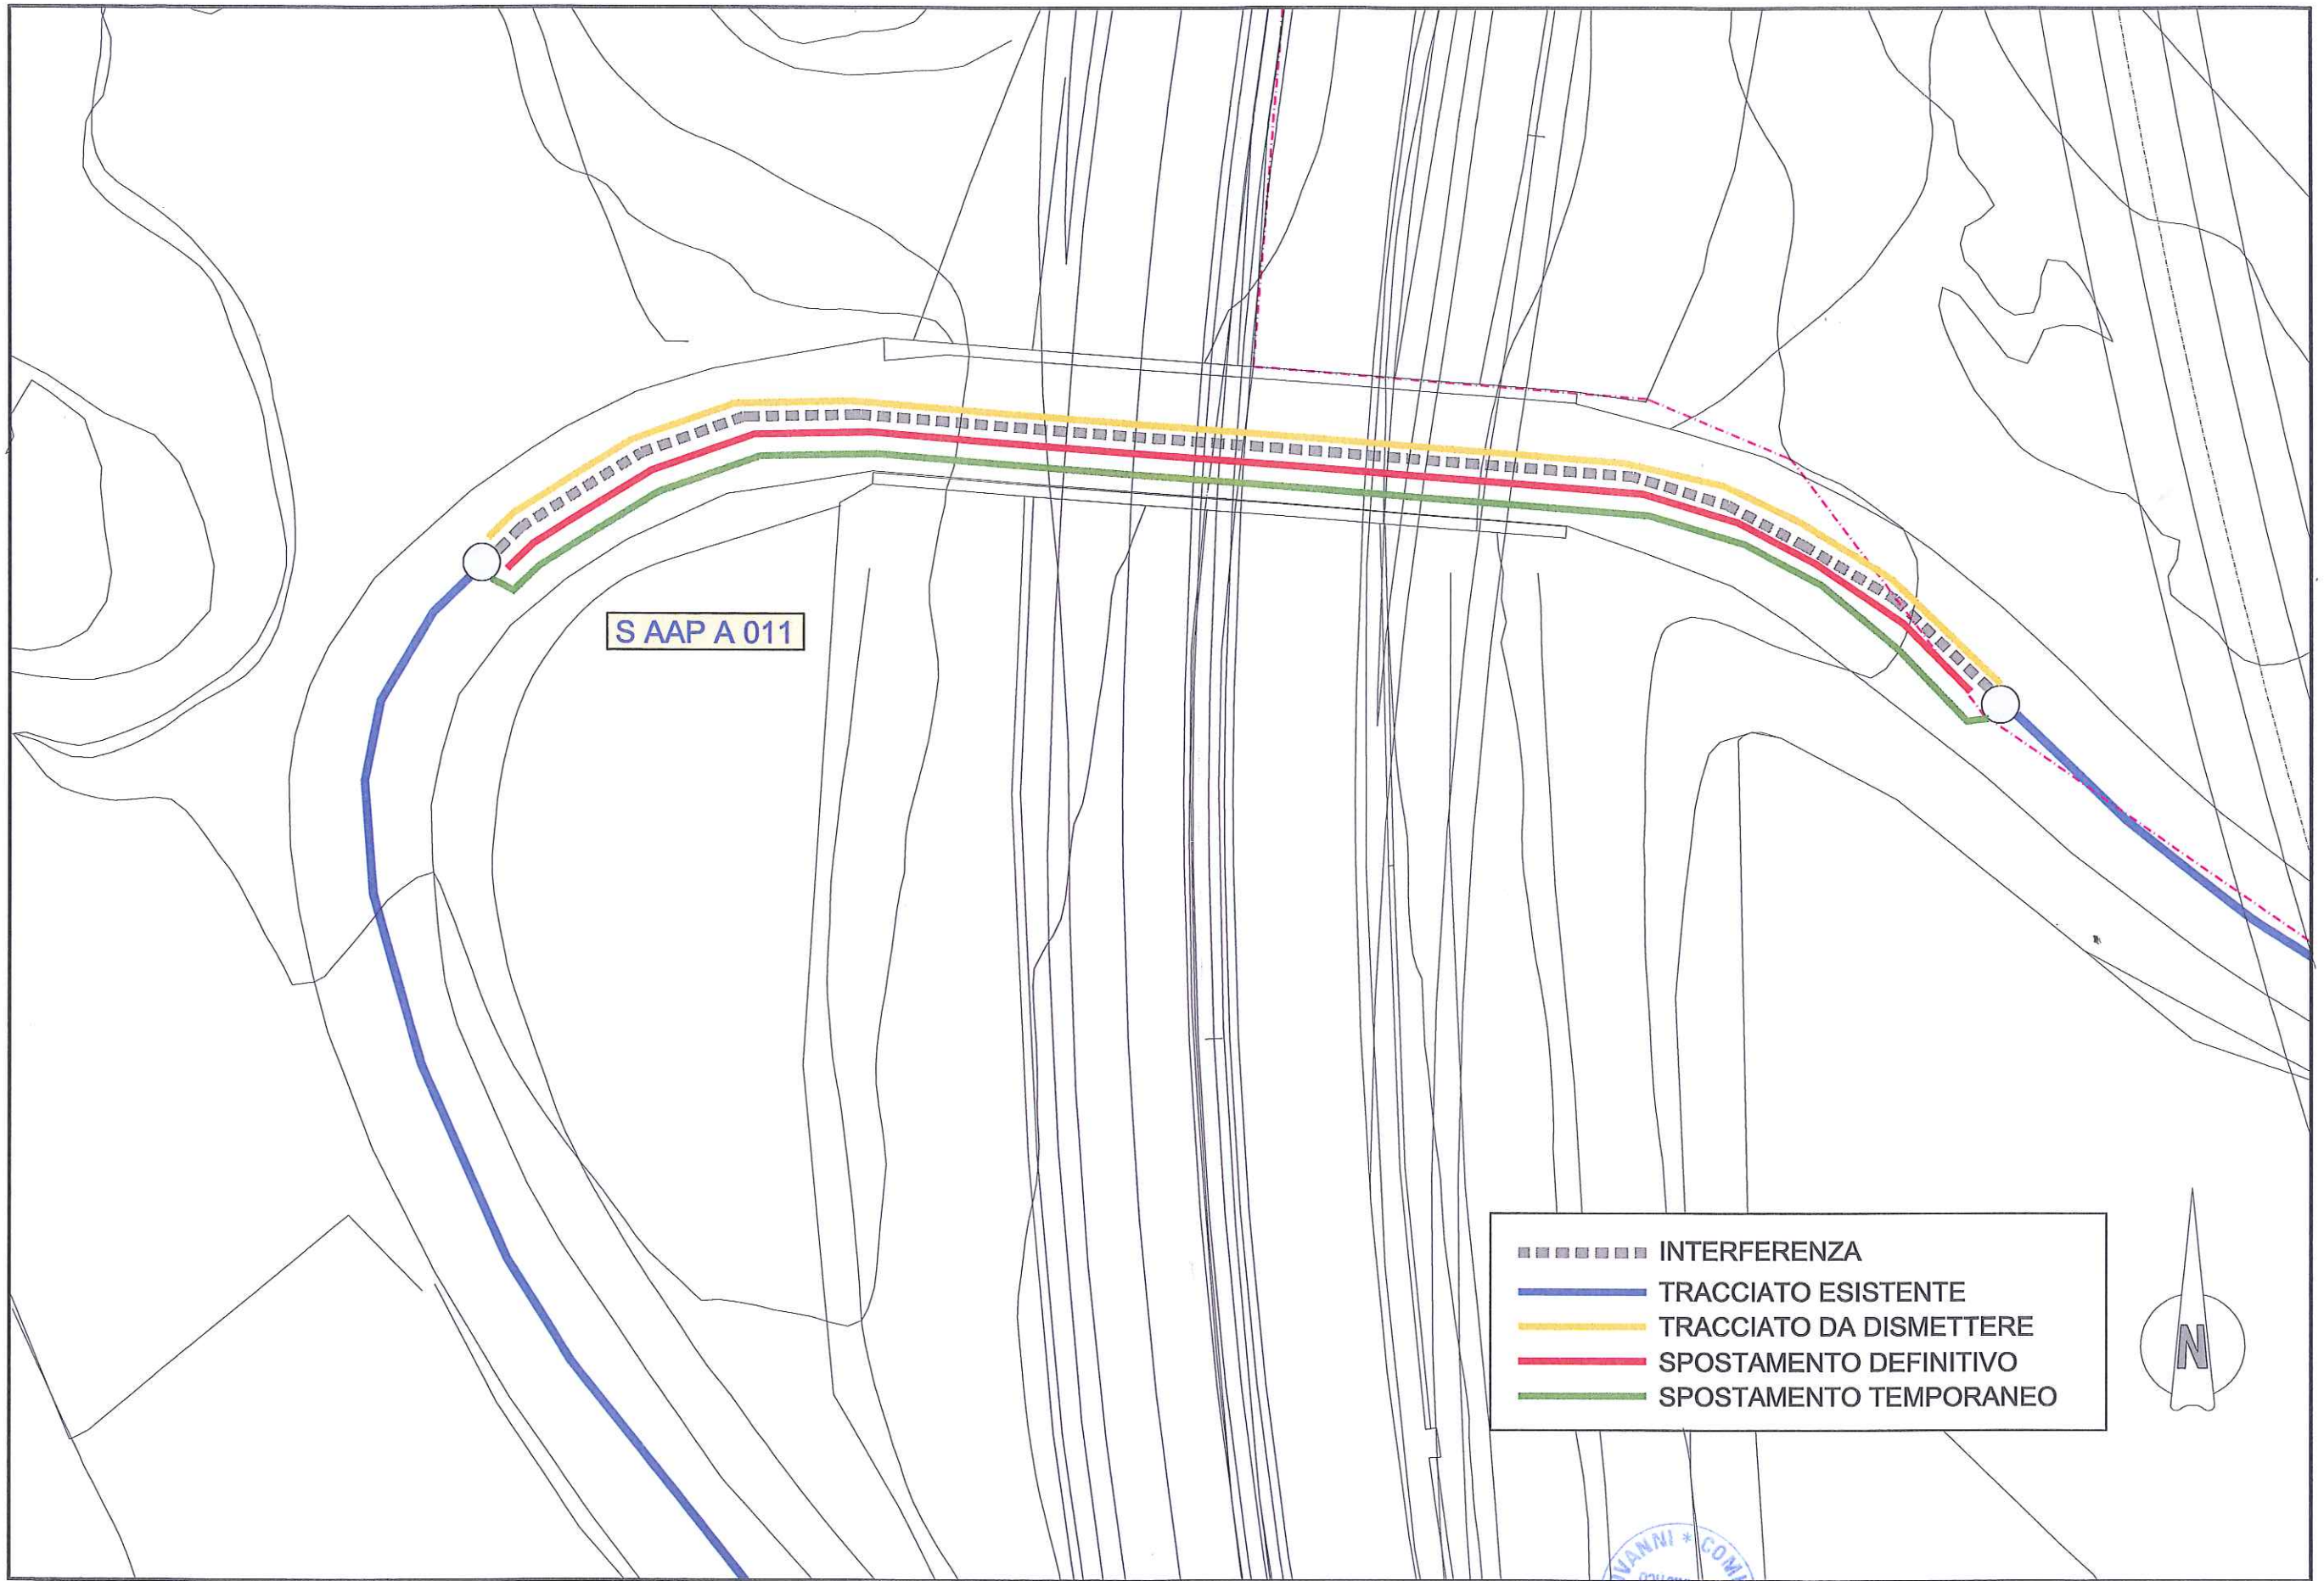 S AAP A 011
INTERFERENZA
TRACCIATO ESISTENTE
TRACCIATO DA DISMETTERE
SPOSTAMENTO DEFINITIVO
SPOSTAMENTO TEMPORANEO
N